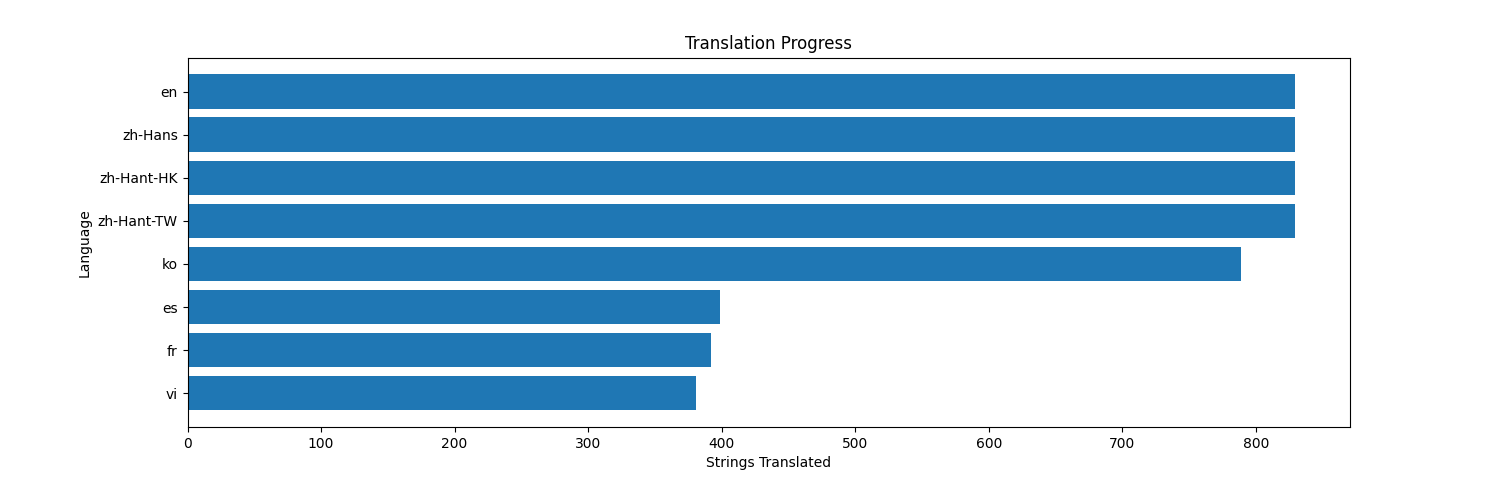 Translation Progress
Language
en
zh-Hans
zh-Hant-HK
zh-Hant-TW
ko
es
fr
vi
0 100 200 300 400 500 600 700 800
Strings Translated